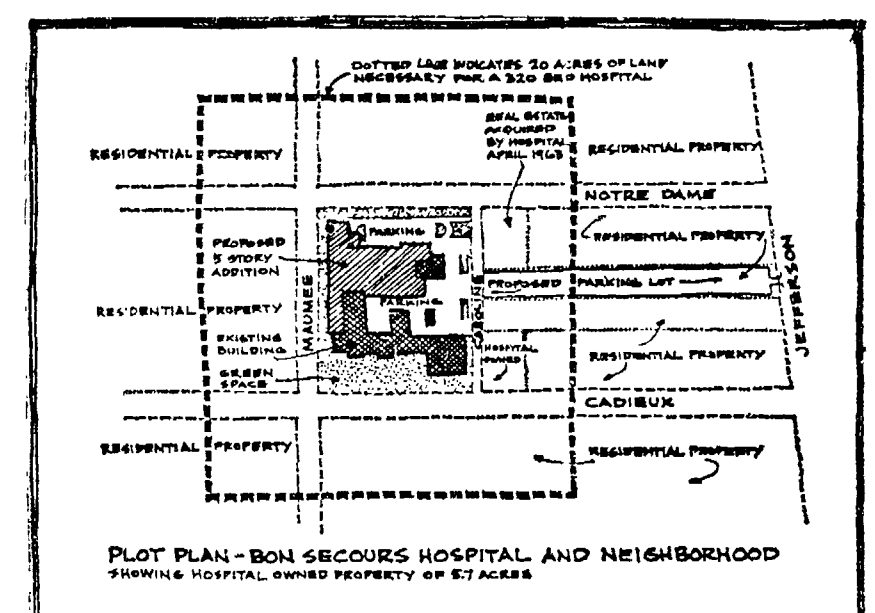 DOTTED LINE INDICATES 20 ACRES OF LAND
NECESSARY FOR A 320 BED HOSPITAL
REAL ESTATE
ACQUIRED
BY HOSPITAL
APRIL 1963
RESIDENTIAL PROPERTY
RESIDENTIAL PROPERTY
NOTRE DAME
PROPOSED
5 STORY
ADDITION
PARKING
RESIDENTIAL PROPERTY
PROPOSED PARKING LOT
JEFFERSON
RESIDENTIAL PROPERTY
MAUMEE
PARKING
CAROLINE
EXISTING
BUILDING
HOSPITAL
OWNED
RESIDENTIAL PROPERTY
GREEN
SPACE
CADIEUX
RESIDENTIAL PROPERTY
RESIDENTIAL PROPERTY
PLOT PLAN - BON SECOURS HOSPITAL AND NEIGHBORHOOD
SHOWING HOSPITAL OWNED PROPERTY OF 5.7 ACRES